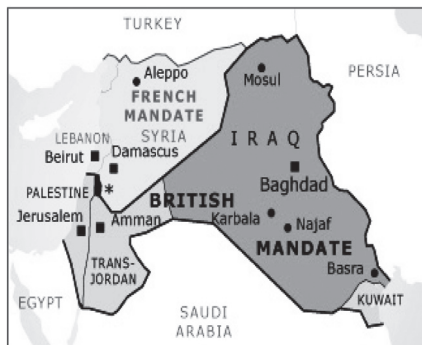 TURKEY
Aleppo
Mosul
PERSIA
FRENCH
MANDATE
SYRIA
LEBANON
Beirut
Damascus
IRAQ
Baghdad
PALESTINE
*
BRITISH
Jerusalem
Amman
Karbala
Najaf
MANDATE
TRANS-
JORDAN
Basra
EGYPT
SAUDI
ARABIA
KUWAIT